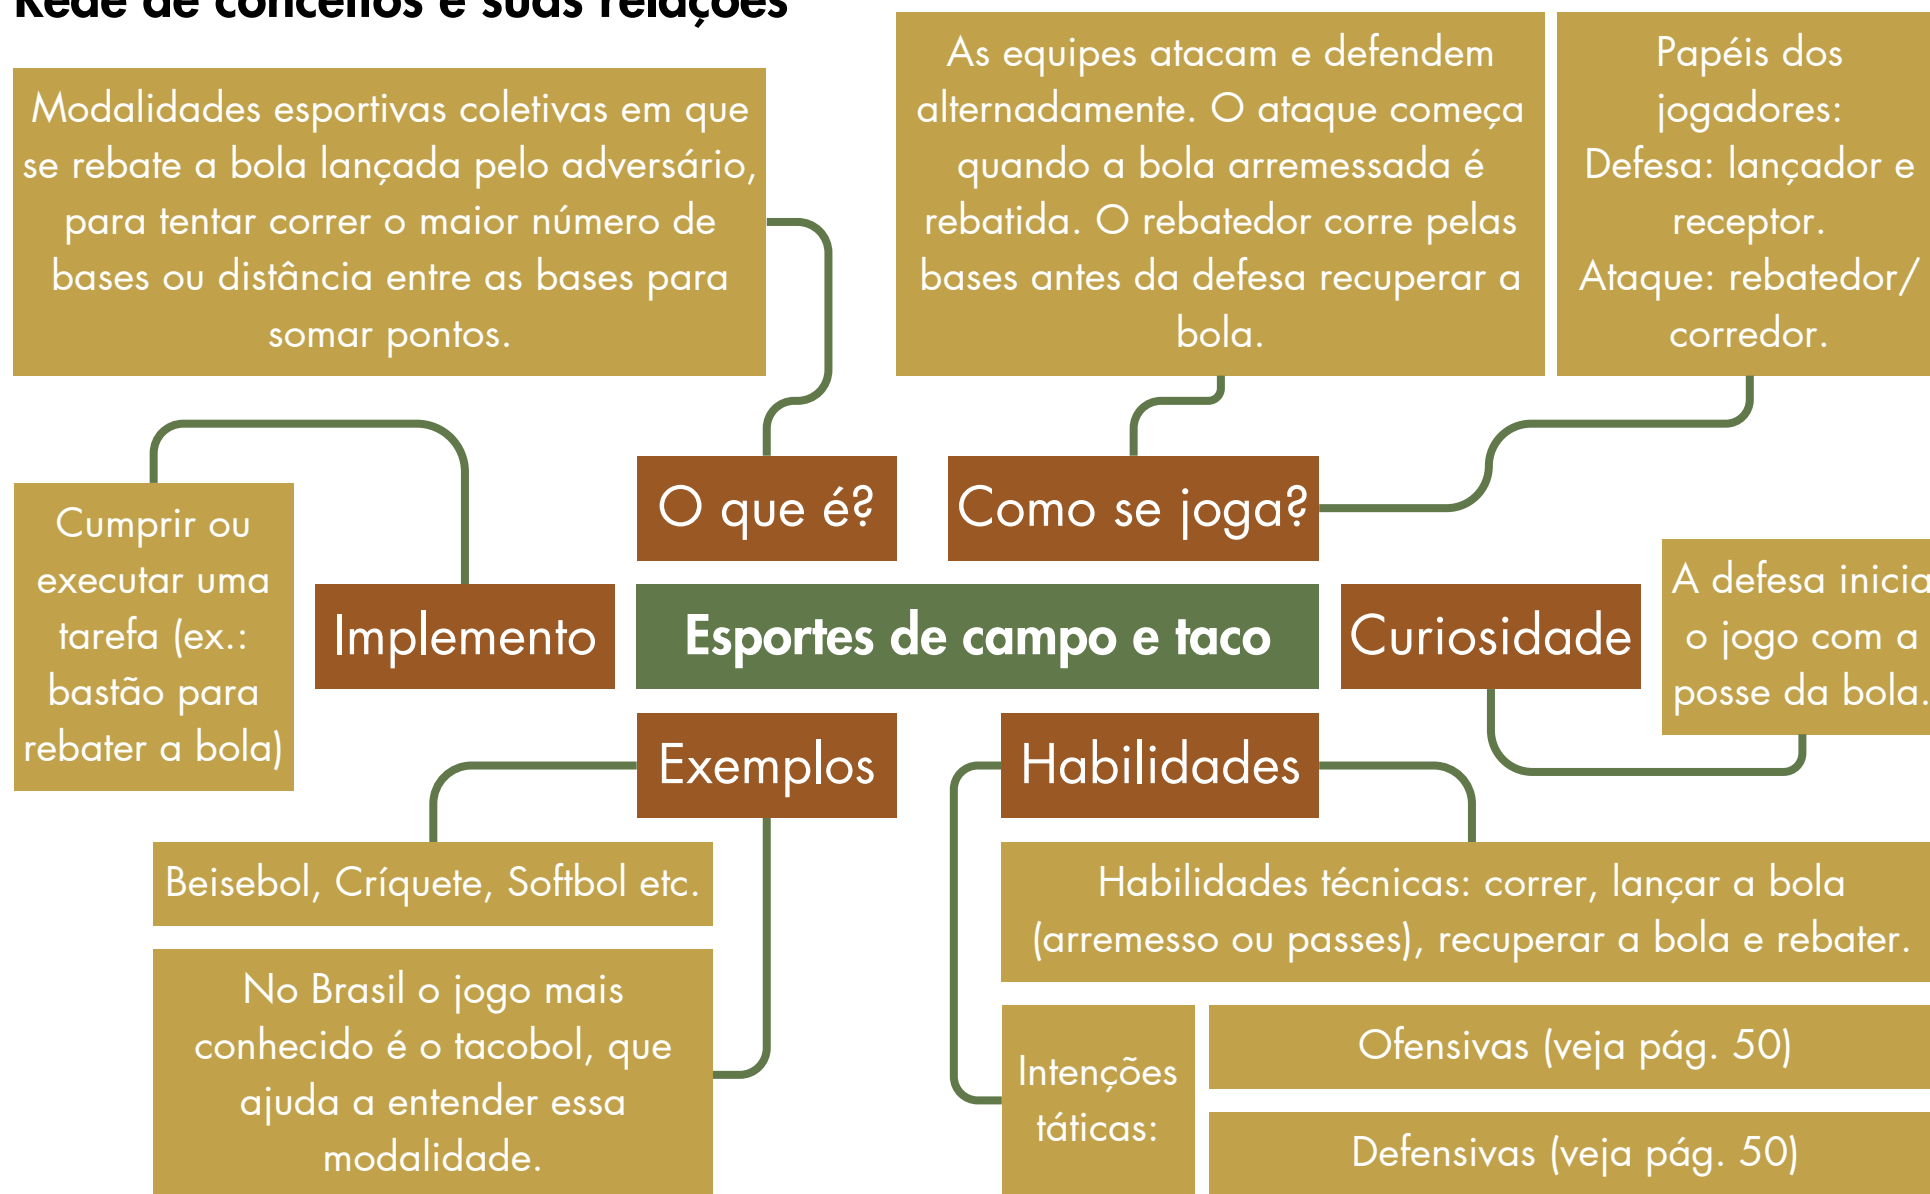 Rede de conceitos e suas relações
Modalidades esportivas coletivas em que
se rebate a bola lançada pelo adversário,
para tentar correr o maior número de
bases ou distância entre as bases para
somar pontos.
As equipes atacam e defendem
alternadamente. O ataque começa
quando a bola arremessada é
rebatida. O rebatedor corre pelas
bases antes da defesa recuperar a
bola.
Papéis dos
jogadores:
Defesa: lançador e
receptor.
Ataque: rebatedor/
corredor.
O que é?
Como se joga?
Cumprir ou
executar uma
tarefa (ex.:
bastão para
rebater a bola)
Implemento
Esportes de campo e taco
Curiosidade
A defesa inicia
o jogo com a
posse da bola.
Exemplos
Habilidades
Beisebol, Críquete, Softbol etc.
No Brasil o jogo mais
conhecido é o tacobol, que
ajuda a entender essa
modalidade.
Habilidades técnicas: correr, lançar a bola
(arremesso ou passes), recuperar a bola e rebater.
Intenções
táticas:
Ofensivas (veja pág. 50)
Defensivas (veja pág. 50)